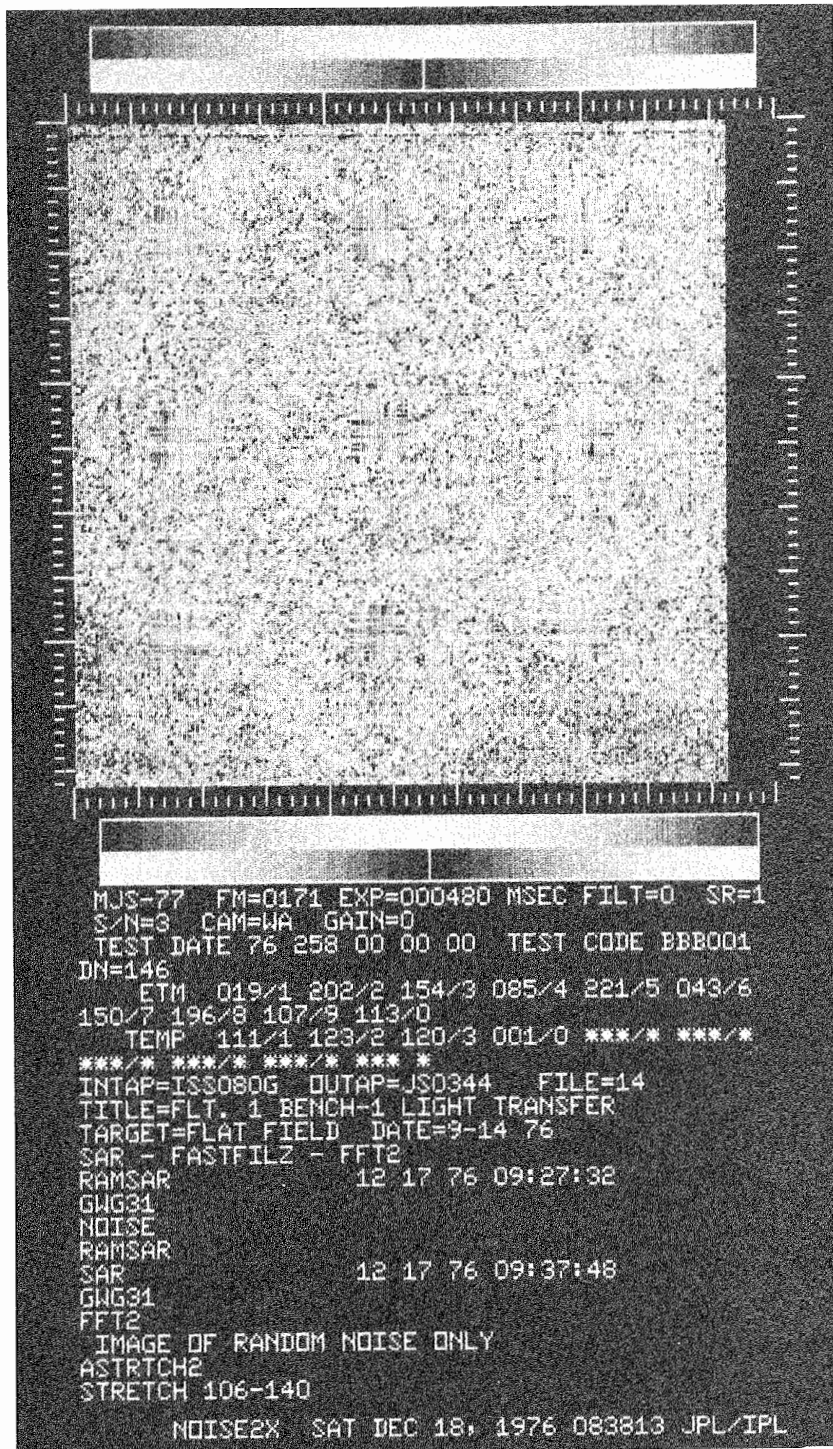 MJS-77 FM=0171 EXP=000480 MSEC FILT=0 SR=1
S/N=3 CAM=WA GAIN=0
TEST DATE 76 258 00 00 00 TEST CODE BBB001
DN=146
ETM 019/1 202/2 154/3 085/4 221/5 043/6
150/7 196/8 107/9 113/0
TEMP 111/1 123/2 120/3 001/0 ***/* ***/*
***/* ***/* ***/* *** *
INTAP=ISS080G OUTAP=JS0344 FILE=14
TITLE=FLT. 1 BENCH-1 LIGHT TRANSFER
TARGET=FLAT FIELD DATE=9-14 76
SAR - FASTFILZ - FFT2
RAMSAR 12 17 76 09:27:32
GWG31
NOISE
RAMSAR
SAR 12 17 76 09:37:48
GWG31
FFT2
IMAGE OF RANDOM NOISE ONLY
ASTRTCH2
STRETCH 106-140
NOISE2X SAT DEC 18, 1976 083813 JPL/IPL